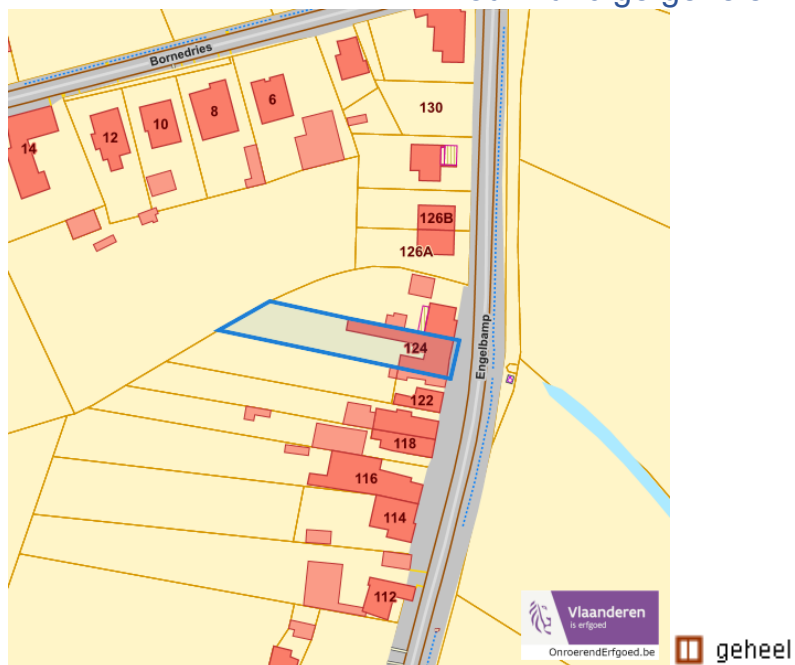 Bornedries
6
8
10
12
14
130
126B
126A
124
Engelbamp
122
118
116
114
112
Vlaanderen
is erfgoed
OnroerendErfgoed.be
geheel